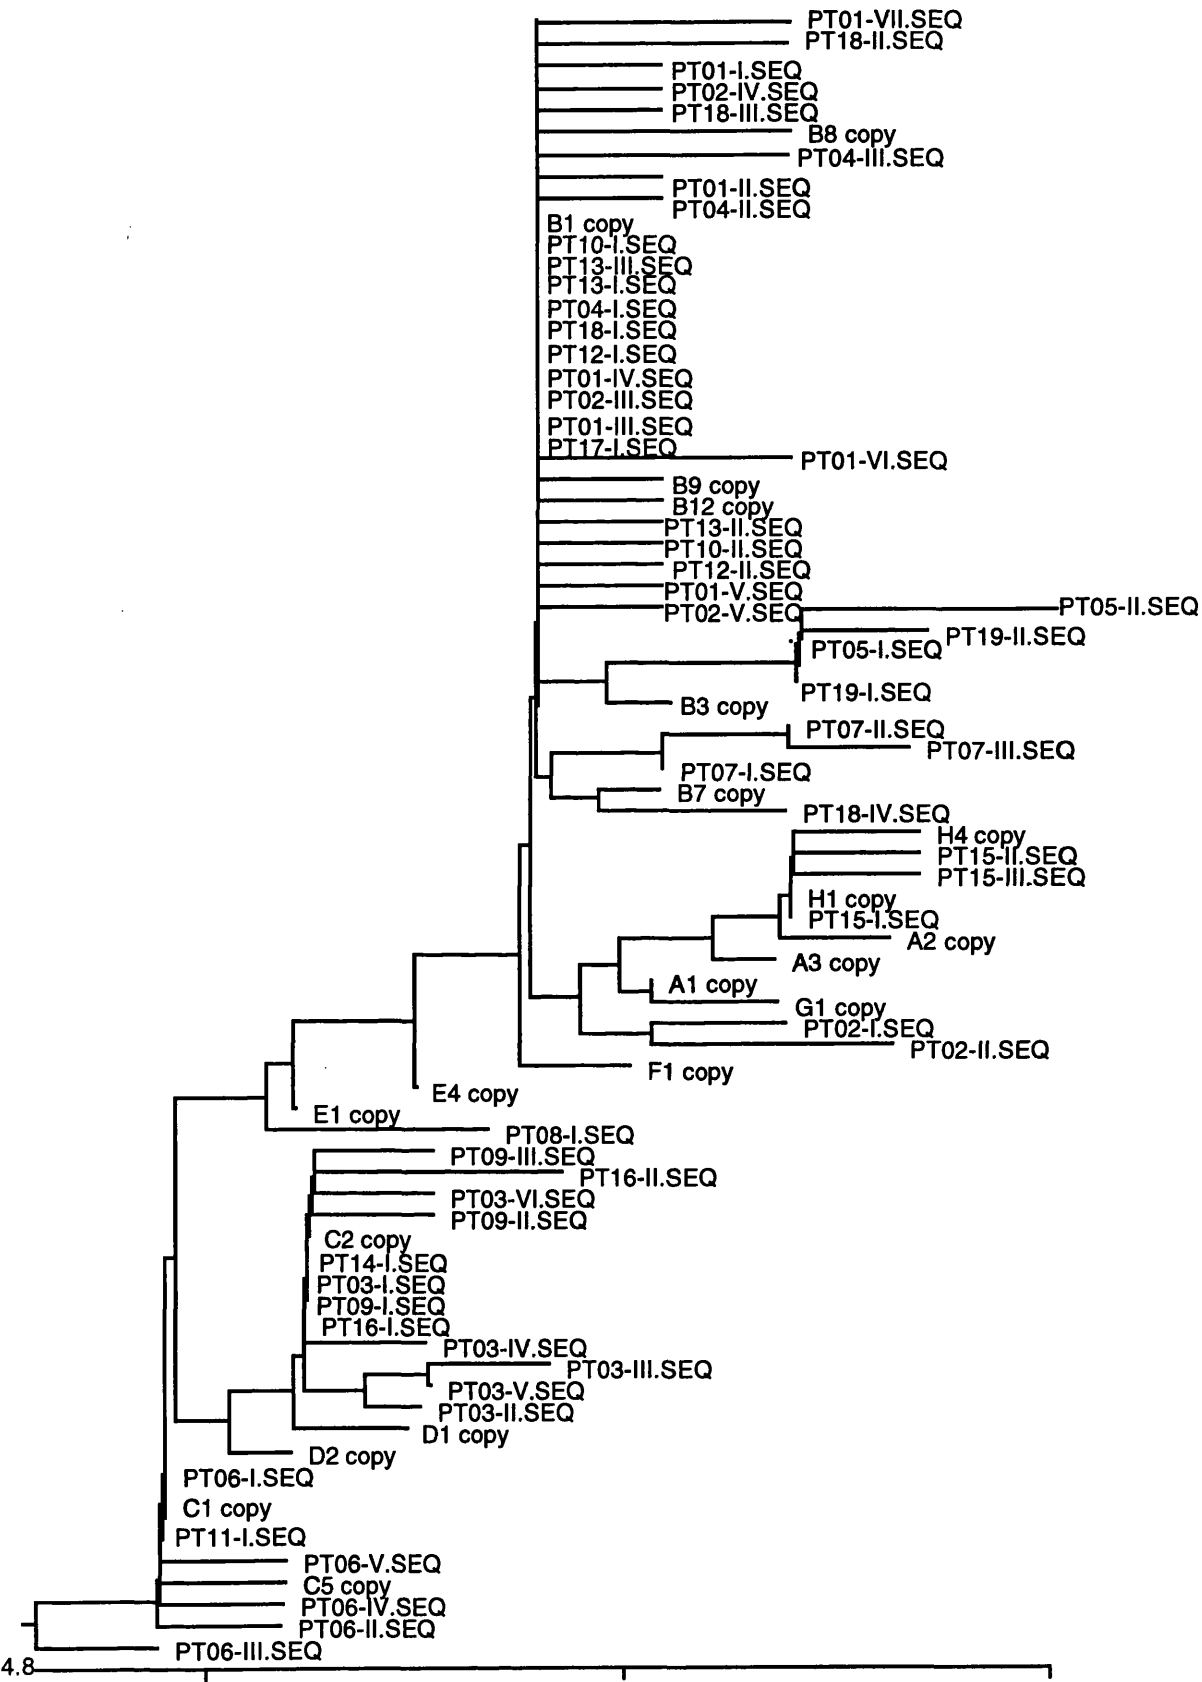 PT01-VII.SEQ
PT18-II.SEQ
PT01-I.SEQ
PT02-IV.SEQ
PT18-III.SEQ
B8 copy
PT04-III.SEQ
PT01-II.SEQ
PT04-II.SEQ
B1 copy
PT10-I.SEQ
PT13-III.SEQ
PT13-I.SEQ
PT04-I.SEQ
PT18-I.SEQ
PT12-I.SEQ
PT01-IV.SEQ
PT02-III.SEQ
PT01-III.SEQ
PT17-I.SEQ
PT01-VI.SEQ
B9 copy
B12 copy
PT13-II.SEQ
PT10-II.SEQ
PT12-II.SEQ
PT01-V.SEQ
PT02-V.SEQ
PT05-II.SEQ
PT19-II.SEQ
PT05-I.SEQ
PT19-I.SEQ
B3 copy
PT07-II.SEQ
PT07-III.SEQ
PT07-I.SEQ
B7 copy
PT18-IV.SEQ
H4 copy
PT15-II.SEQ
PT15-III.SEQ
H1 copy
PT15-I.SEQ
A2 copy
A3 copy
A1 copy
G1 copy
PT02-I.SEQ
PT02-II.SEQ
F1 copy
E4 copy
E1 copy
PT08-I.SEQ
PT09-III.SEQ
PT16-II.SEQ
PT03-VI.SEQ
PT09-II.SEQ
C2 copy
PT14-I.SEQ
PT03-I.SEQ
PT09-I.SEQ
PT16-I.SEQ
PT03-IV.SEQ
PT03-III.SEQ
PT03-V.SEQ
PT03-II.SEQ
D1 copy
D2 copy
PT06-I.SEQ
C1 copy
PT11-I.SEQ
PT06-V.SEQ
C5 copy
PT06-IV.SEQ
PT06-II.SEQ
PT06-III.SEQ
4.8